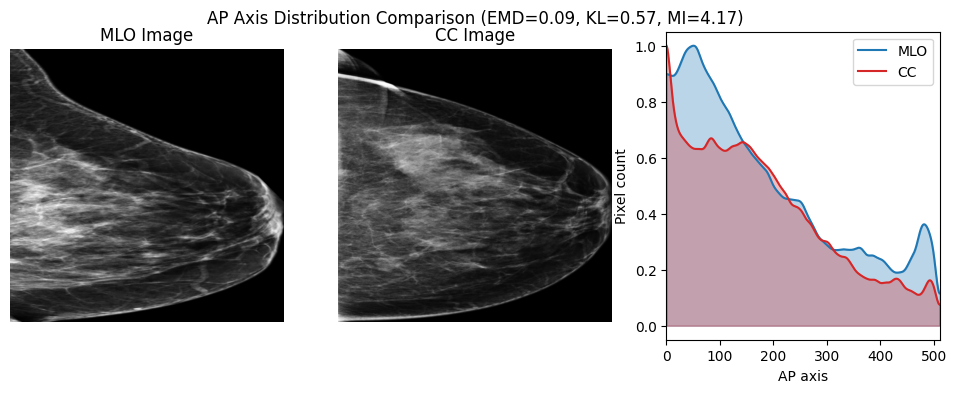 AP Axis Distribution Comparison (EMD=0.09, KL=0.57, MI=4.17)
MLO Image
CC Image
MLO
CC
1.0
0.8
0.6
0.4
0.2
0.0
Pixel count
0 100 200 300 400 500
AP axis